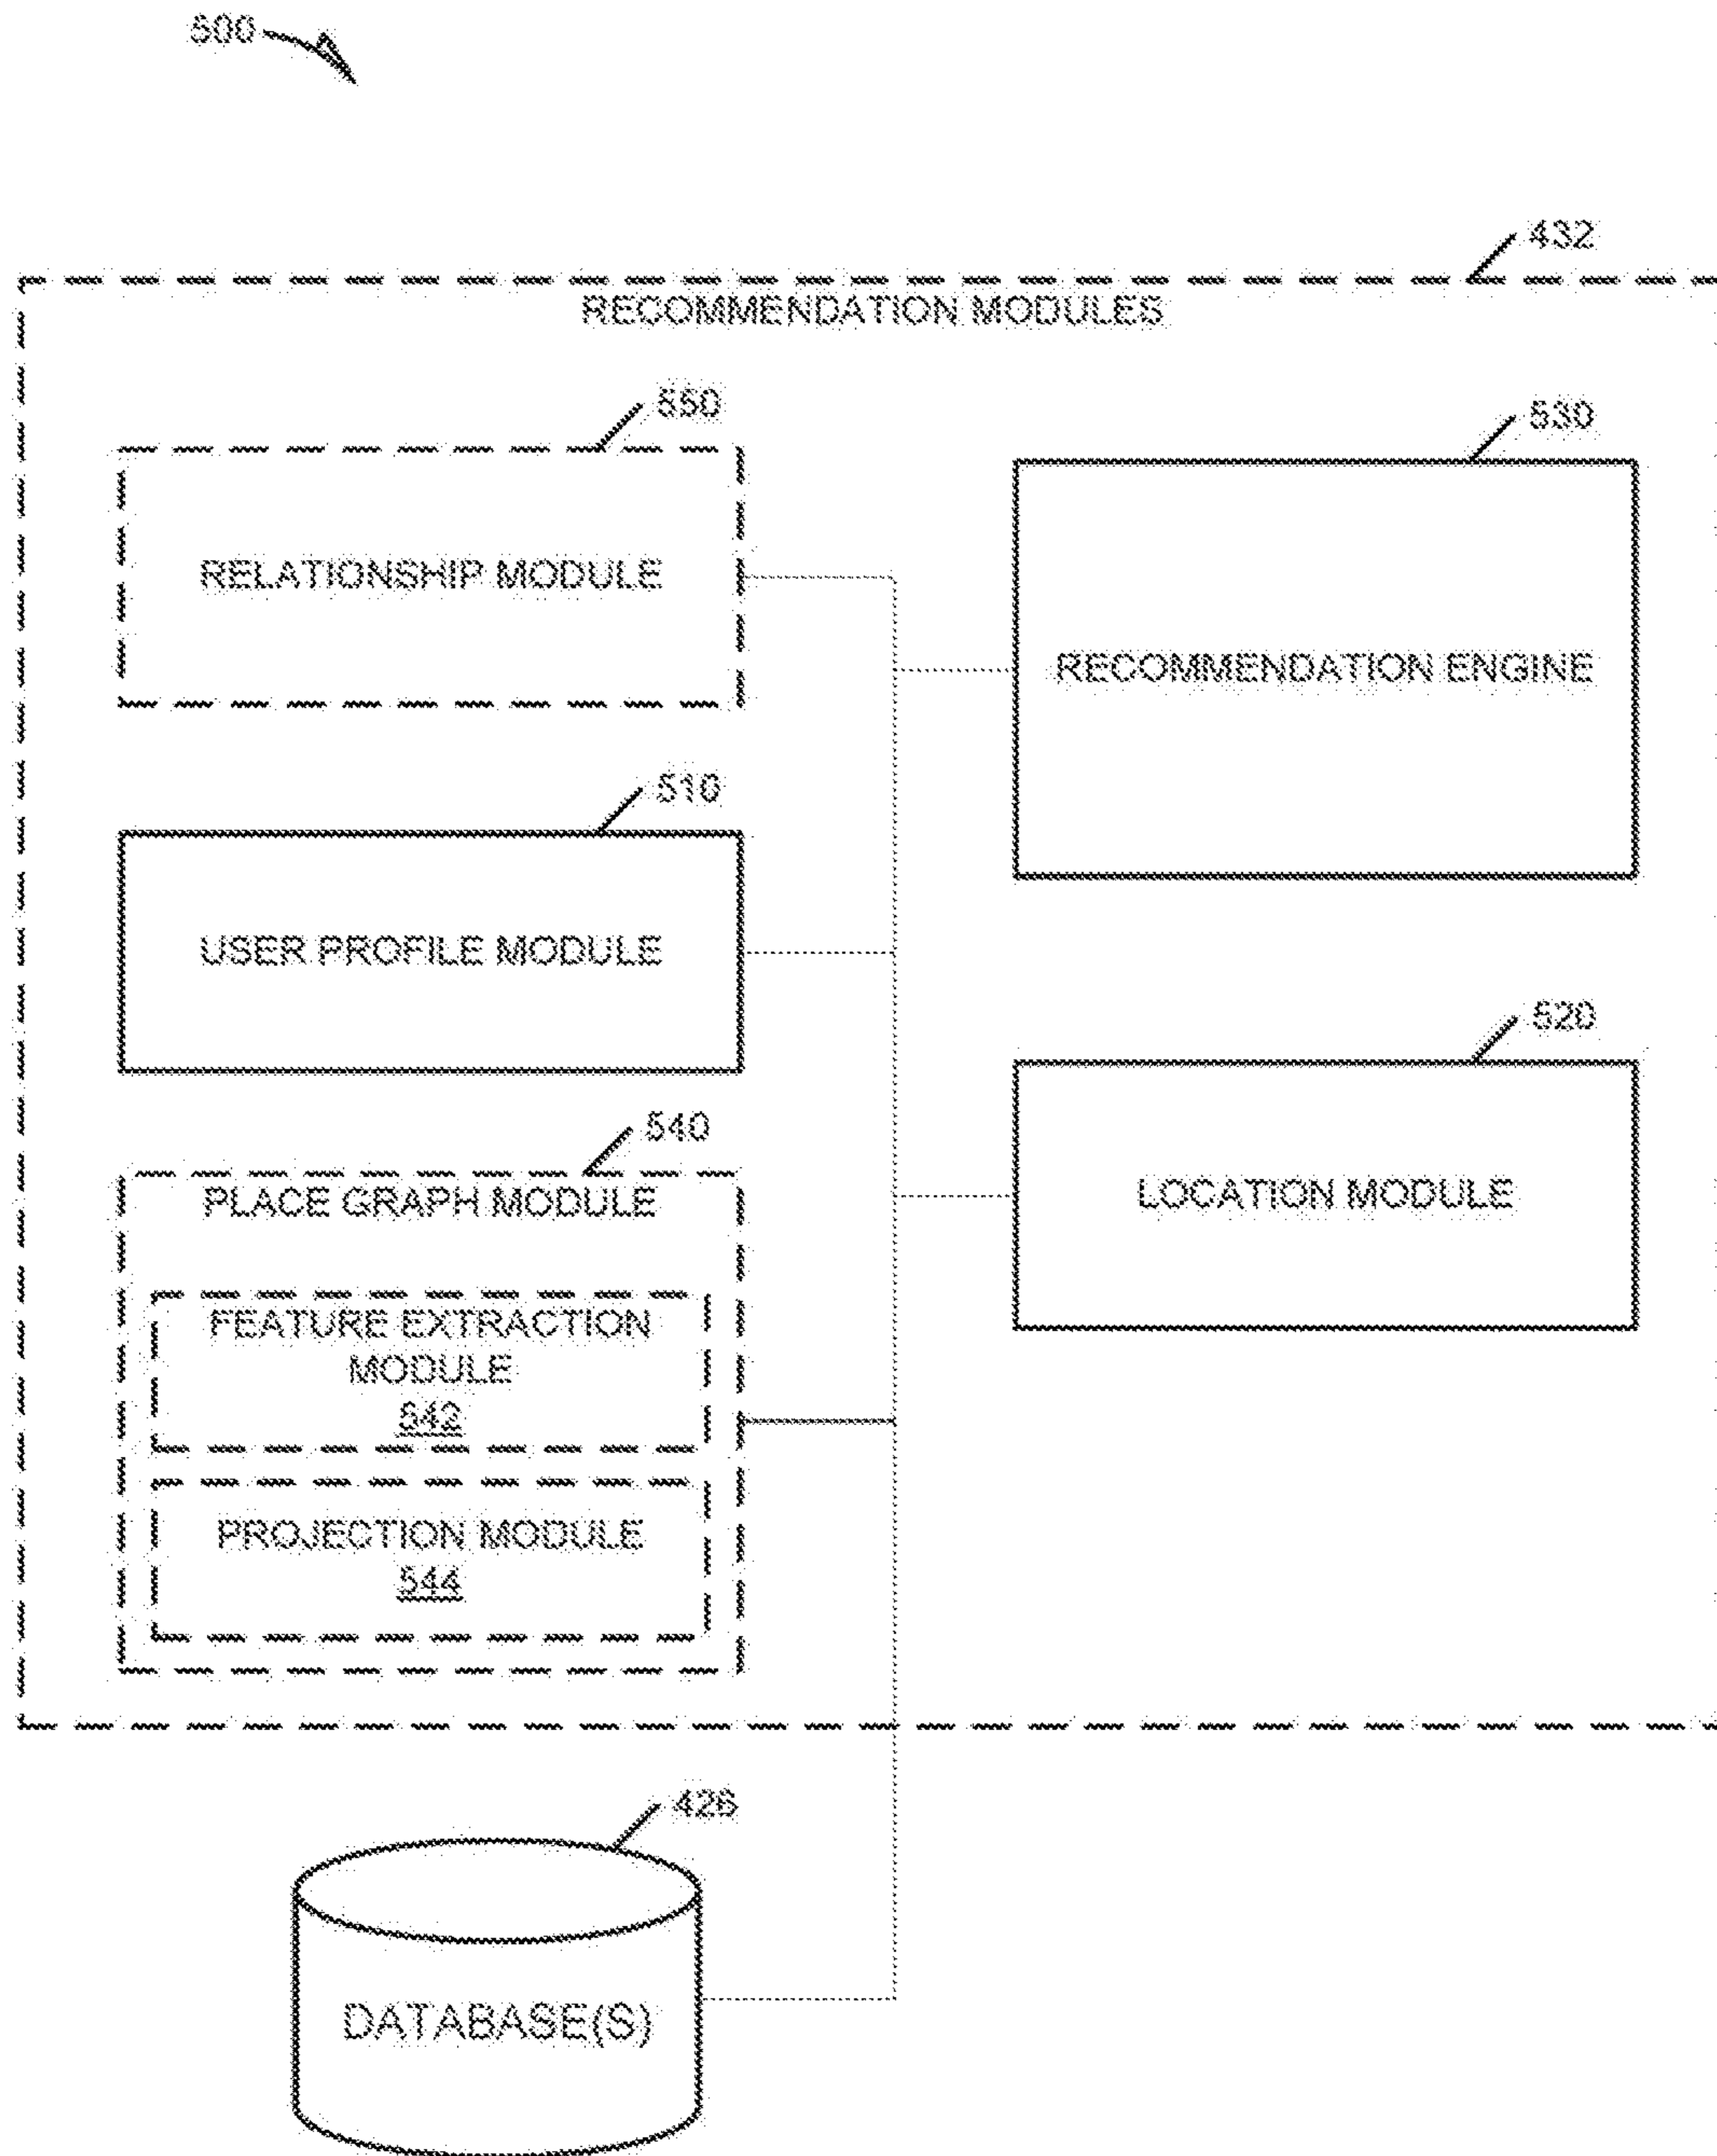 500
432
RECOMMENDATION MODULES
550
530
RELATIONSHIP MODULE
RECOMMENDATION ENGINE
510
USER PROFILE MODULE
520
LOCATION MODULE
540
PLACE GRAPH MODULE
FEATURE EXTRACTION
MODULE
542
PROJECTION MODULE
544
426
DATABASE(S)